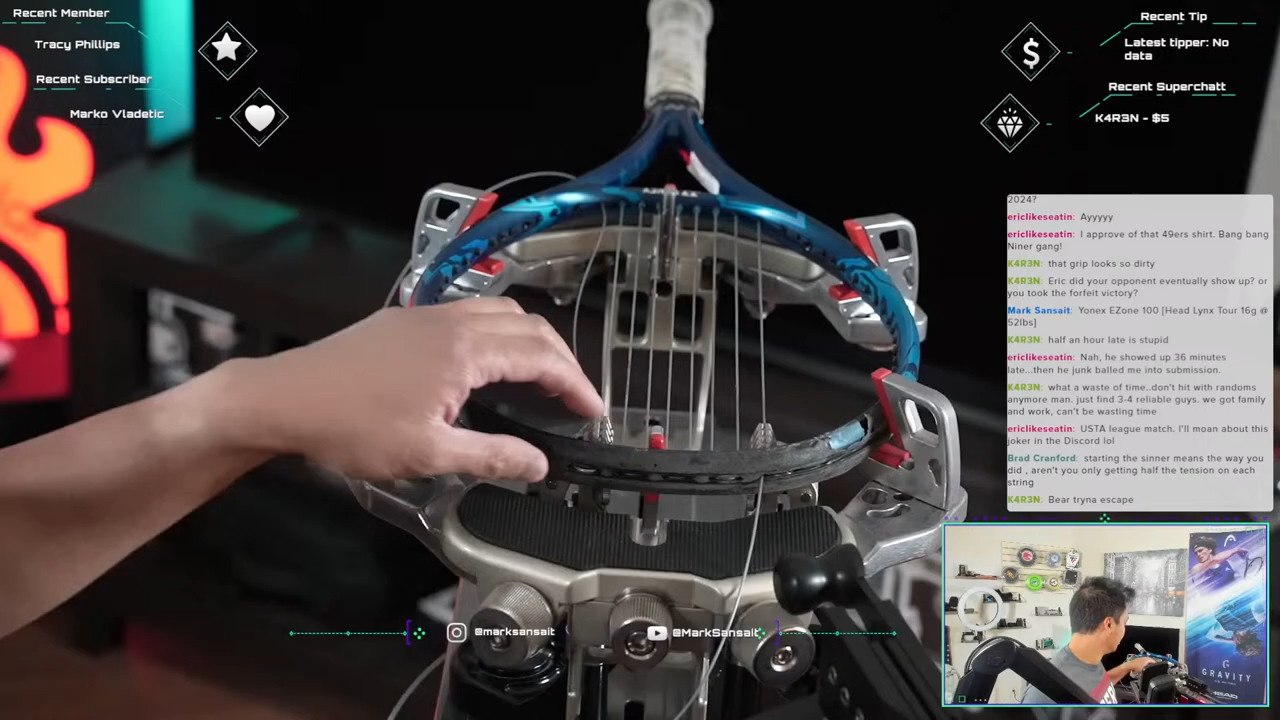 Recent Member
Tracy Phillips
Recent Subscriber
Marko Vladetic
Recent Tip
Latest tipper: No
data
Recent Superchatt
K4R3N - $5
2024?
ericlikeseatin: Ayyyyy
ericlikeseatin: I approve of that 49ers shirt. Bang bang
Niner gang!
K4R3N: that grip looks so dirty
K4R3N: Eric did your opponent eventually show up? or
you took the forfeit victory?
Mark Sansait: Yonex EZone 100 [Head Lynx Tour 16g @
52lbs]
K4R3N: half an hour late is stupid
ericlikeseatin: Nah, he showed up 36 minutes
late...then he junk balled me into submission.
K4R3N: what a waste of time..don't hit with randoms
anymore man. just find 3-4 reliable guys. we got family
and work, can't be wasting time
ericlikeseatin: USTA league match. I'll moan about this
joker in the Discord lol
Brad Cranford: starting the sinner means the way you
did , aren't you only getting half the tension on each
string
K4R3N: Bear tryna escape
@marksansait
@MarkSansait
GRAVITY
HEAD